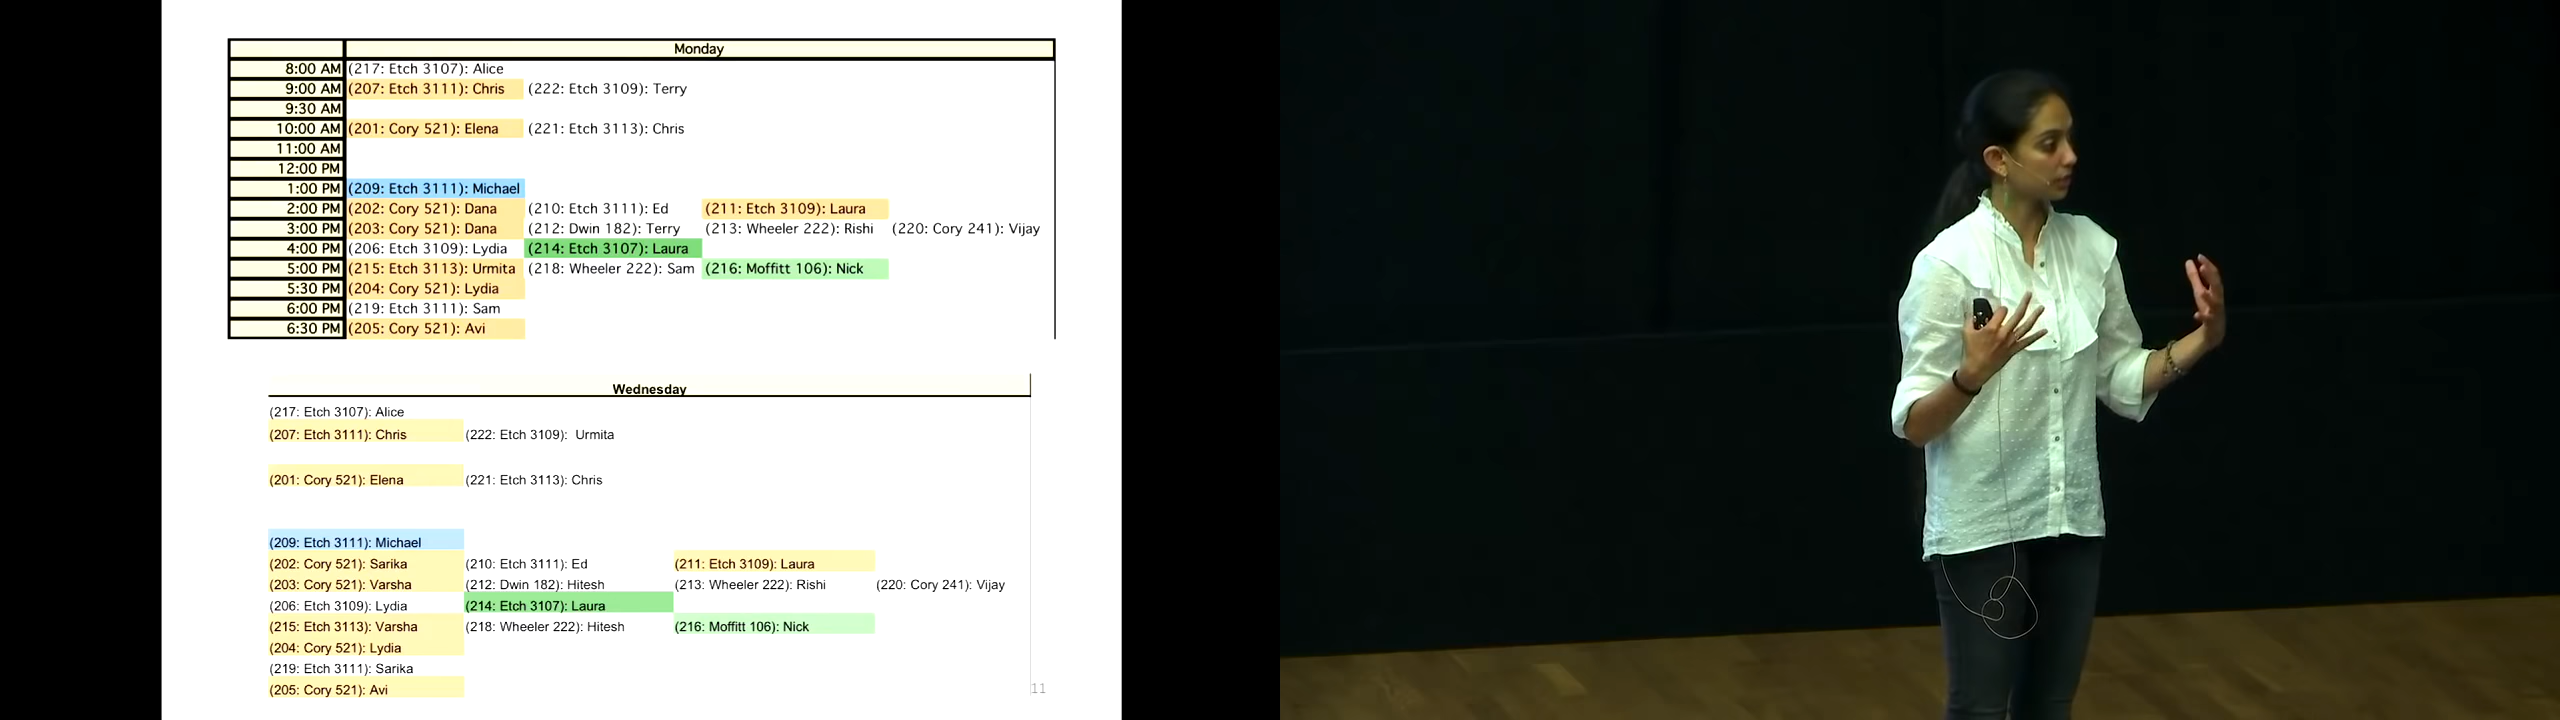 Monday
8:00 AM (217: Etch 3107): Alice
9:00 AM (207: Etch 3111): Chris (222: Etch 3109): Terry
9:30 AM
10:00 AM (201: Cory 521): Elena (221: Etch 3113): Chris
11:00 AM
12:00 PM
1:00 PM (209: Etch 3111): Michael
2:00 PM (202: Cory 521): Dana (210: Etch 3111): Ed (211: Etch 3109): Laura
3:00 PM (203: Cory 521): Dana (212: Dwin 182): Terry (213: Wheeler 222): Rishi (220: Cory 241): Vijay
4:00 PM (206: Etch 3109): Lydia (214: Etch 3107): Laura
5:00 PM (215: Etch 3113): Urmita (218: Wheeler 222): Sam (216: Moffitt 106): Nick
5:30 PM (204: Cory 521): Lydia
6:00 PM (219: Etch 3111): Sam
6:30 PM (205: Cory 521): Avi
Wednesday
(217: Etch 3107): Alice
(207: Etch 3111): Chris (222: Etch 3109): Urmita
(201: Cory 521): Elena (221: Etch 3113): Chris
(209: Etch 3111): Michael
(202: Cory 521): Sarika (210: Etch 3111): Ed (211: Etch 3109): Laura
(203: Cory 521): Varsha (212: Dwin 182): Hitesh (213: Wheeler 222): Rishi (220: Cory 241): Vijay
(206: Etch 3109): Lydia (214: Etch 3107): Laura
(215: Etch 3113): Varsha (218: Wheeler 222): Hitesh (216: Moffitt 106): Nick
(204: Cory 521): Lydia
(219: Etch 3111): Sarika
(205: Cory 521): Avi
11